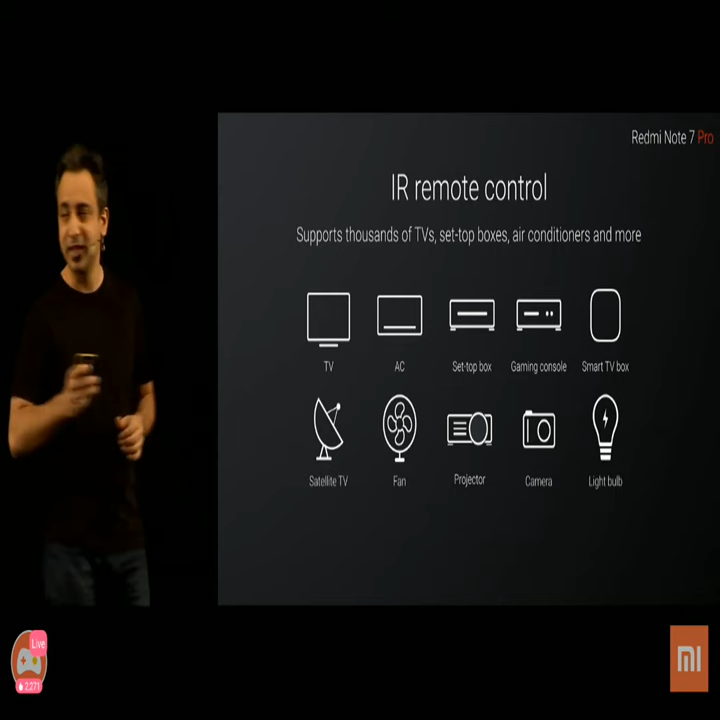 Redmi Note 7 Pro
IR remote control
Supports thousands of TVs, set-top boxes, air conditioners and more
TV
AC
Set-top box
Gaming console
Smart TV box
Satellite TV
Fan
Projector
Camera
Light bulb
Live
2,271
mi